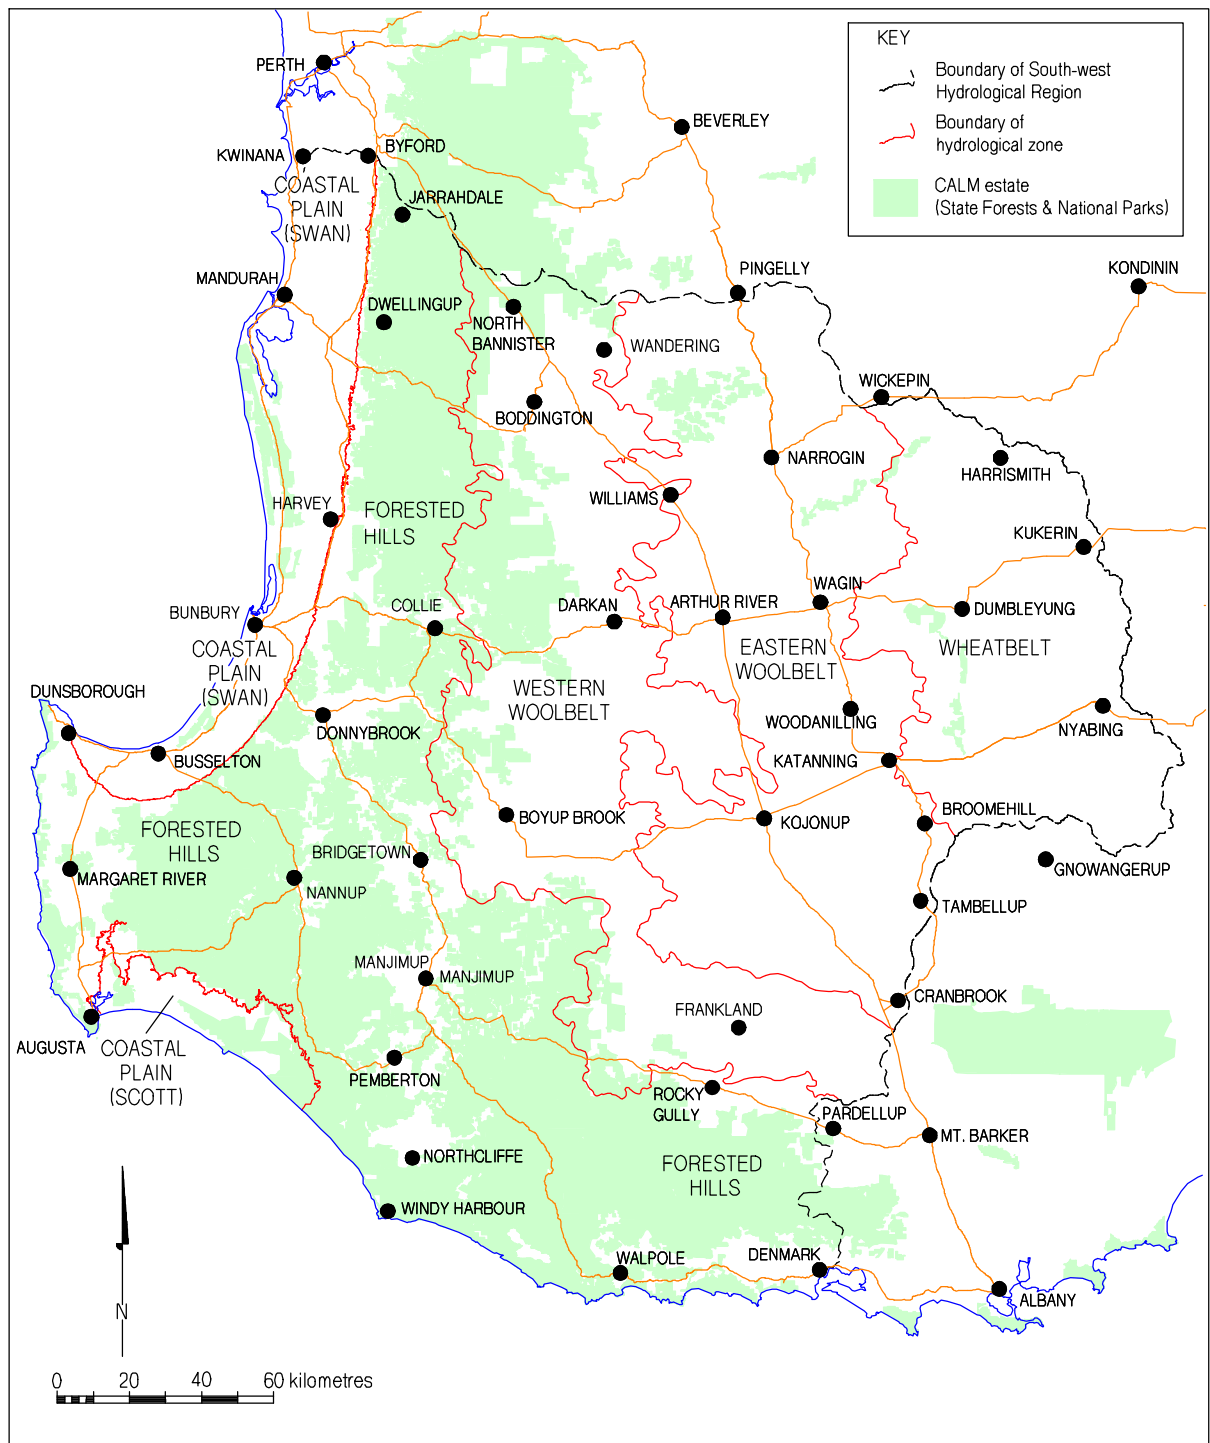 KEY
Boundary of South-west
Hydrological Region
Boundary of
hydrological zone
CALM estate
(State Forests & National Parks)
PERTH
BEVERLEY
KWINANA
BYFORD
COASTAL
PLAIN
(SWAN)
JARRAHDALE
MANDURAH
PINGELLY
KONDININ
DWELLINGUP
NORTH
BANNISTER
WANDERING
WICKEPIN
BODDINGTON
NARROGIN
HARRISMITH
HARVEY
FORESTED
HILLS
WILLIAMS
KUKERIN
BUNBURY
COLLIE
DARKAN
ARTHUR RIVER
WAGIN
DUMBLEYUNG
COASTAL
PLAIN
(SWAN)
EASTERN
WOOLBELT
WHEATBELT
DUNSBOROUGH
WESTERN
WOOLBELT
DONNYBROOK
WOODANILLING
NYABING
BUSSELTON
KATANNING
FORESTED
HILLS
BOYUP BROOK
KOJONUP
BROOMEHILL
BRIDGETOWN
GNOWANGERUP
MARGARET RIVER
NANNUP
TAMBELLUP
MANJIMUP
MANJIMUP
CRANBROOK
FRANKLAND
AUGUSTA
COASTAL
PLAIN
(SCOTT)
PEMBERTON
ROCKY
GULLY
PARDELLUP
MT. BARKER
NORTHCLIFFE
FORESTED
HILLS
WINDY HARBOUR
WALPOLE
DENMARK
ALBANY
N
0 20 40 60 kilometres